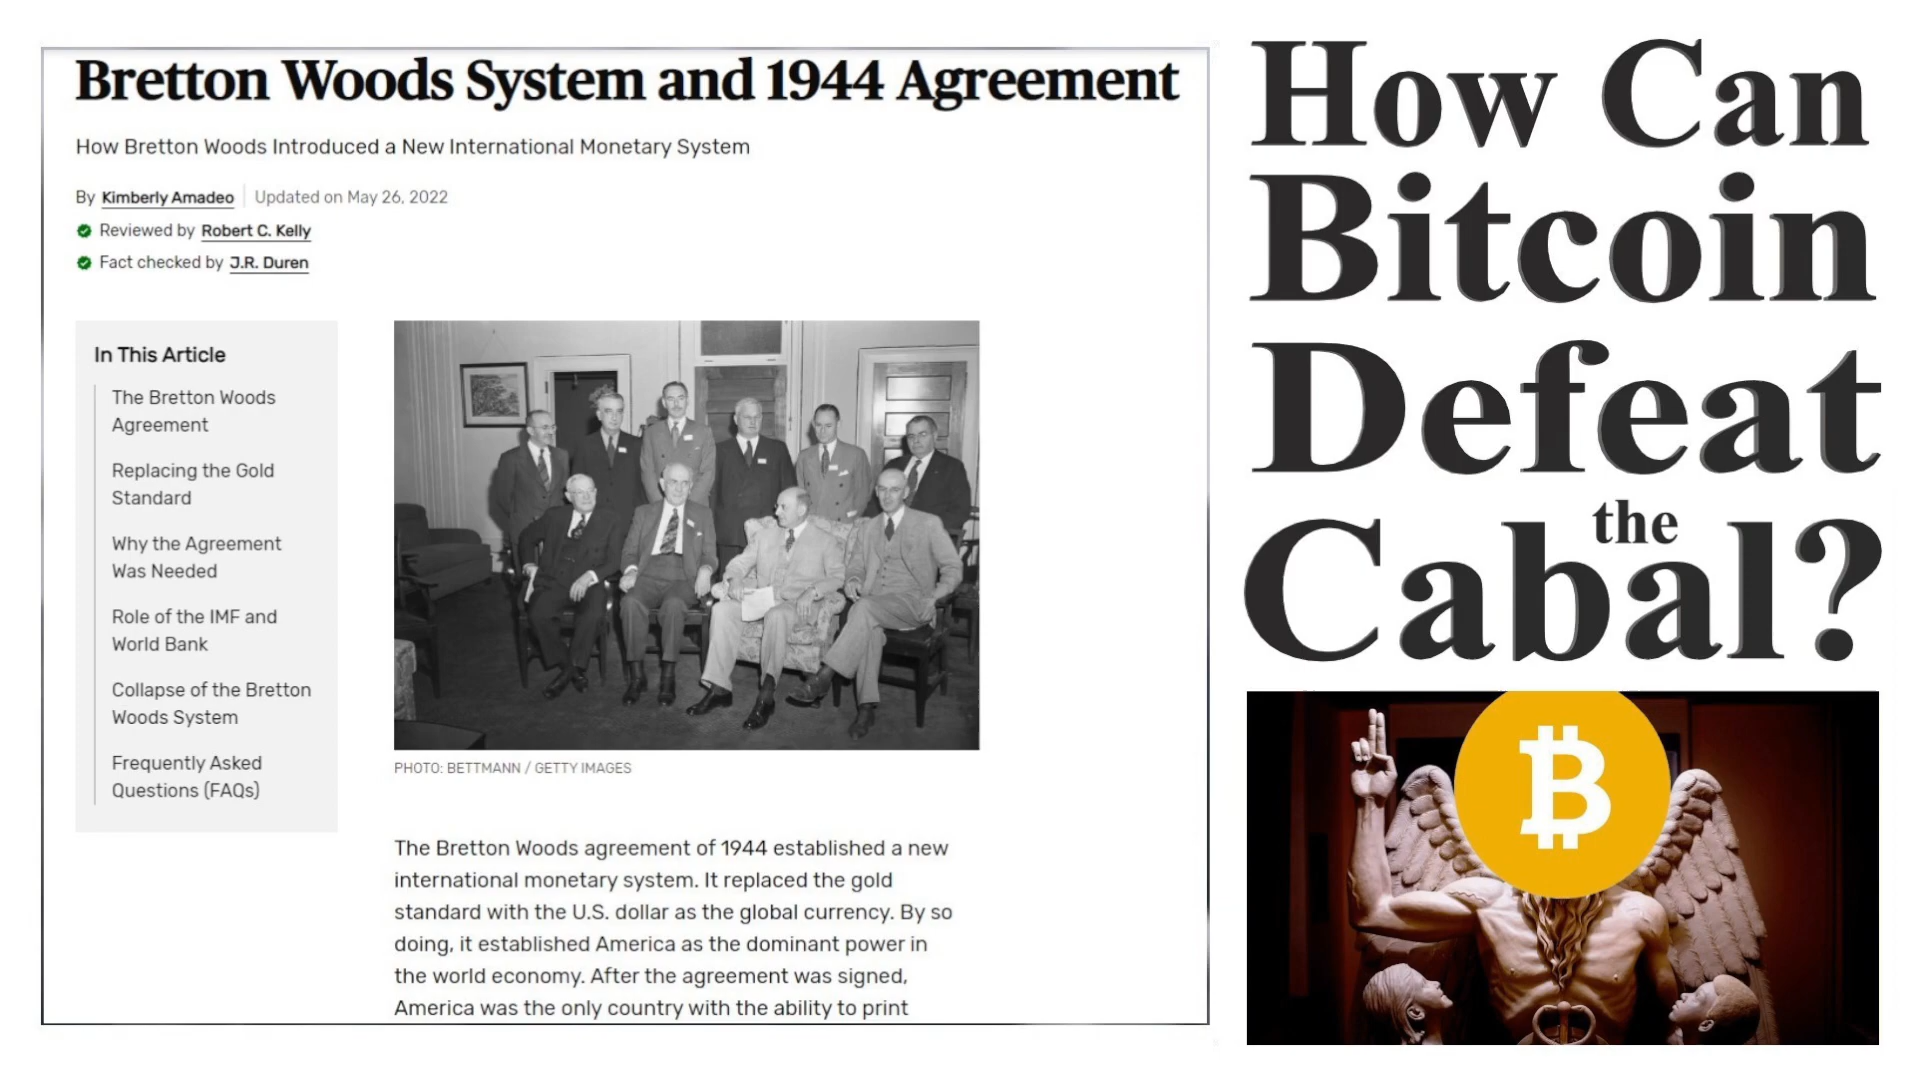 Bretton Woods System and 1944 Agreement
How Bretton Woods Introduced a New International Monetary System
By Kimberly Amadeo Updated on May 26, 2022
Reviewed by Robert C. Kelly
Fact checked by J.R. Duren
In This Article
The Bretton Woods
Agreement
Replacing the Gold
Standard
Why the Agreement
Was Needed
Role of the IMF and
World Bank
Collapse of the Bretton
Woods System
Frequently Asked
Questions (FAQs)
PHOTO: BETTMANN / GETTY IMAGES
The Bretton Woods agreement of 1944 established a new
international monetary system. It replaced the gold
standard with the U.S. dollar as the global currency. By so
doing, it established America as the dominant power in
the world economy. After the agreement was signed,
America was the only country with the ability to print
How Can
Bitcoin
Defeat
the
Cabal?